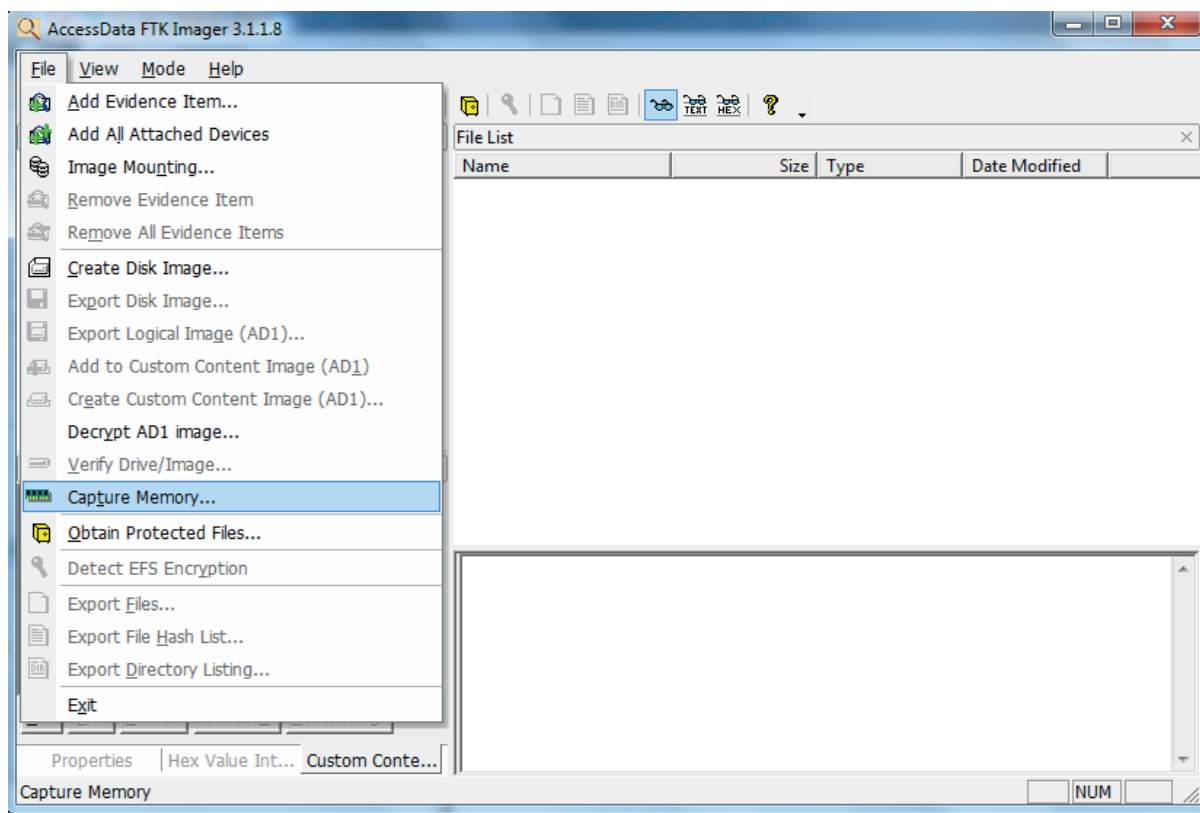 AccessData FTK Imager 3.1.1.8
File View Mode Help
Add Evidence Item...
Add All Attached Devices
Image Mounting...
Remove Evidence Item
Remove All Evidence Items
Create Disk Image...
Export Disk Image...
Export Logical Image (AD1)...
Add to Custom Content Image (AD1)
Create Custom Content Image (AD1)...
Decrypt AD1 image...
Verify Drive/Image...
Capture Memory...
Obtain Protected Files...
Detect EFS Encryption
Export Files...
Export File Hash List...
Export Directory Listing...
Exit
DIR TEXT HEX ?
File List
Name Size Type Date Modified
Properties Hex Value Int... Custom Conte...
Capture Memory NUM